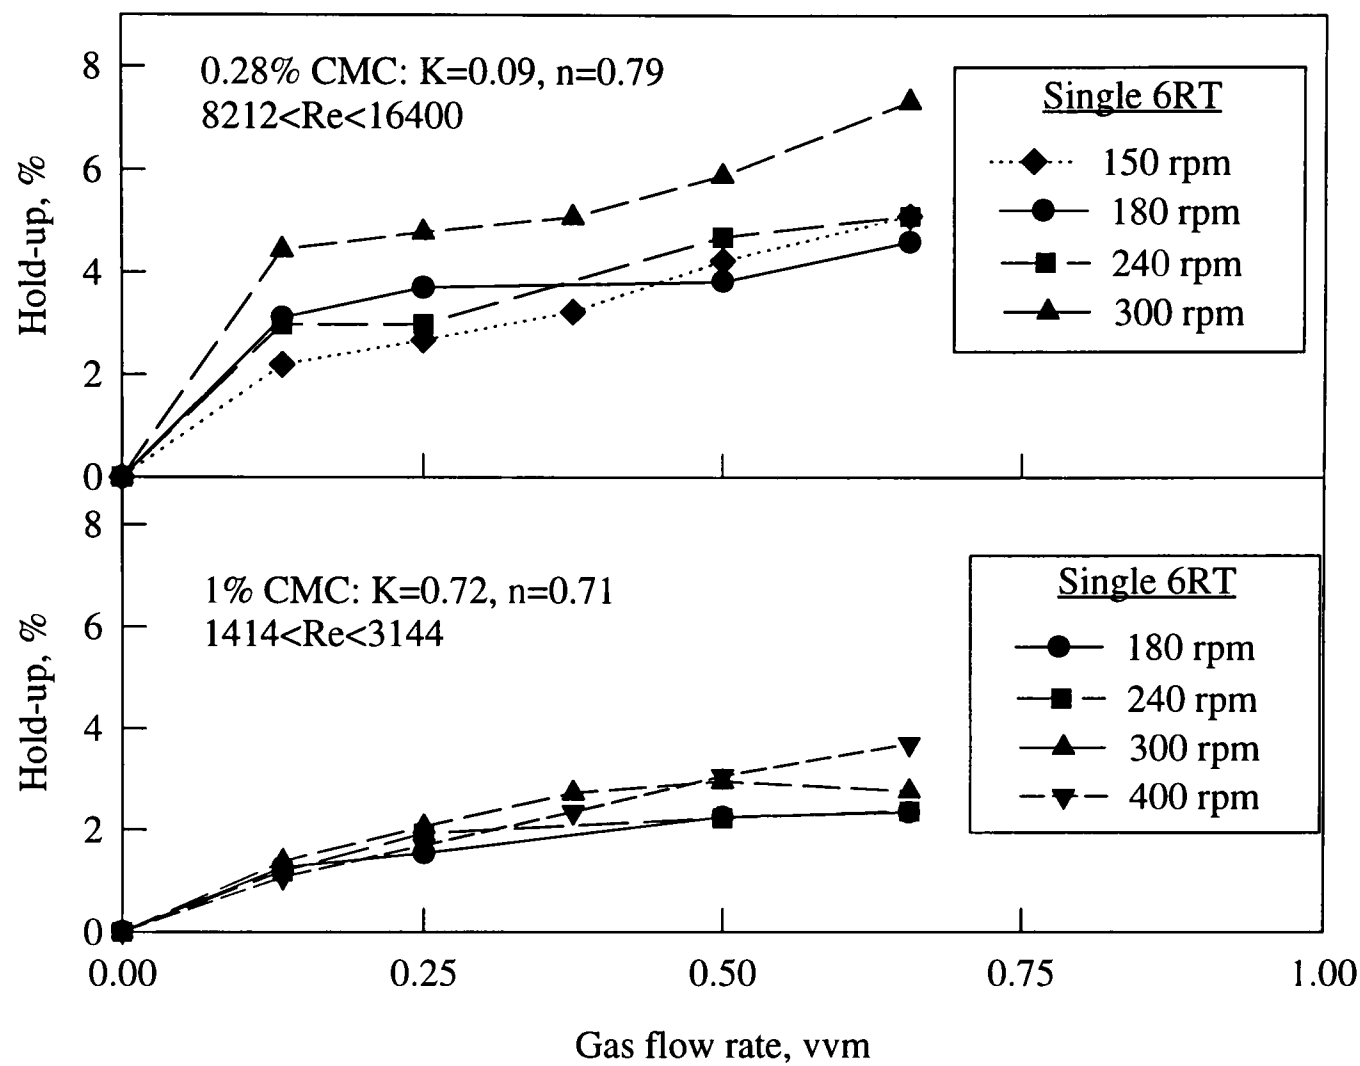 8
6
4
2
0
Hold-up, %
0.28% CMC: K=0.09, n=0.79
8212<Re<16400
Single 6RT
150 rpm
180 rpm
240 rpm
300 rpm
8
6
4
2
0
Hold-up, %
1% CMC: K=0.72, n=0.71
1414<Re<3144
Single 6RT
180 rpm
240 rpm
300 rpm
400 rpm
0.00 0.25 0.50 0.75 1.00
Gas flow rate, vvm